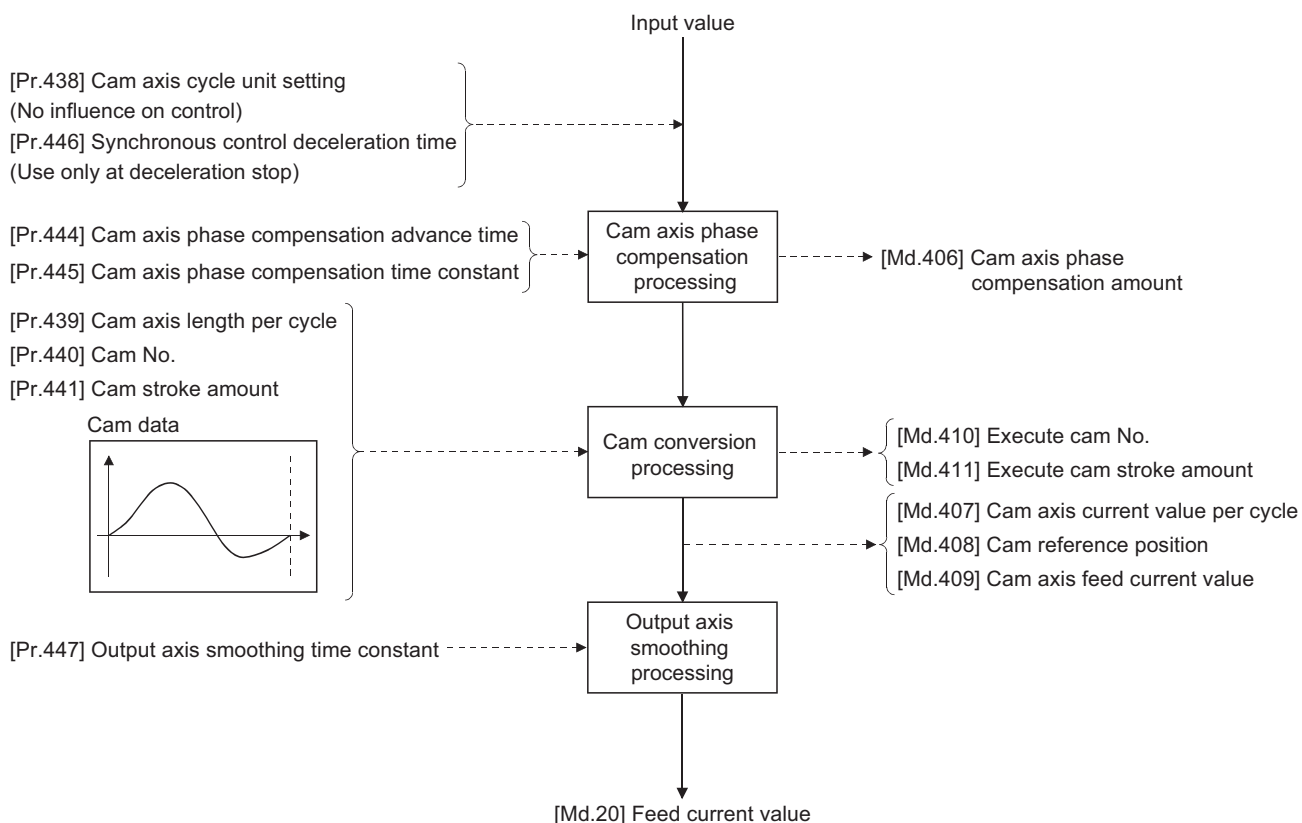 Input value
[Pr.438] Cam axis cycle unit setting
(No influence on control)
[Pr.446] Synchronous control deceleration time
(Use only at deceleration stop)
[Pr.444] Cam axis phase compensation advance time
[Pr.445] Cam axis phase compensation time constant
Cam axis phase
compensation
processing
[Md.406] Cam axis phase
compensation amount
[Pr.439] Cam axis length per cycle
[Pr.440] Cam No.
[Pr.441] Cam stroke amount
Cam data
Cam conversion
processing
[Md.410] Execute cam No.
[Md.411] Execute cam stroke amount
[Md.407] Cam axis current value per cycle
[Md.408] Cam reference position
[Md.409] Cam axis feed current value
[Pr.447] Output axis smoothing time constant
Output axis
smoothing
processing
[Md.20] Feed current value